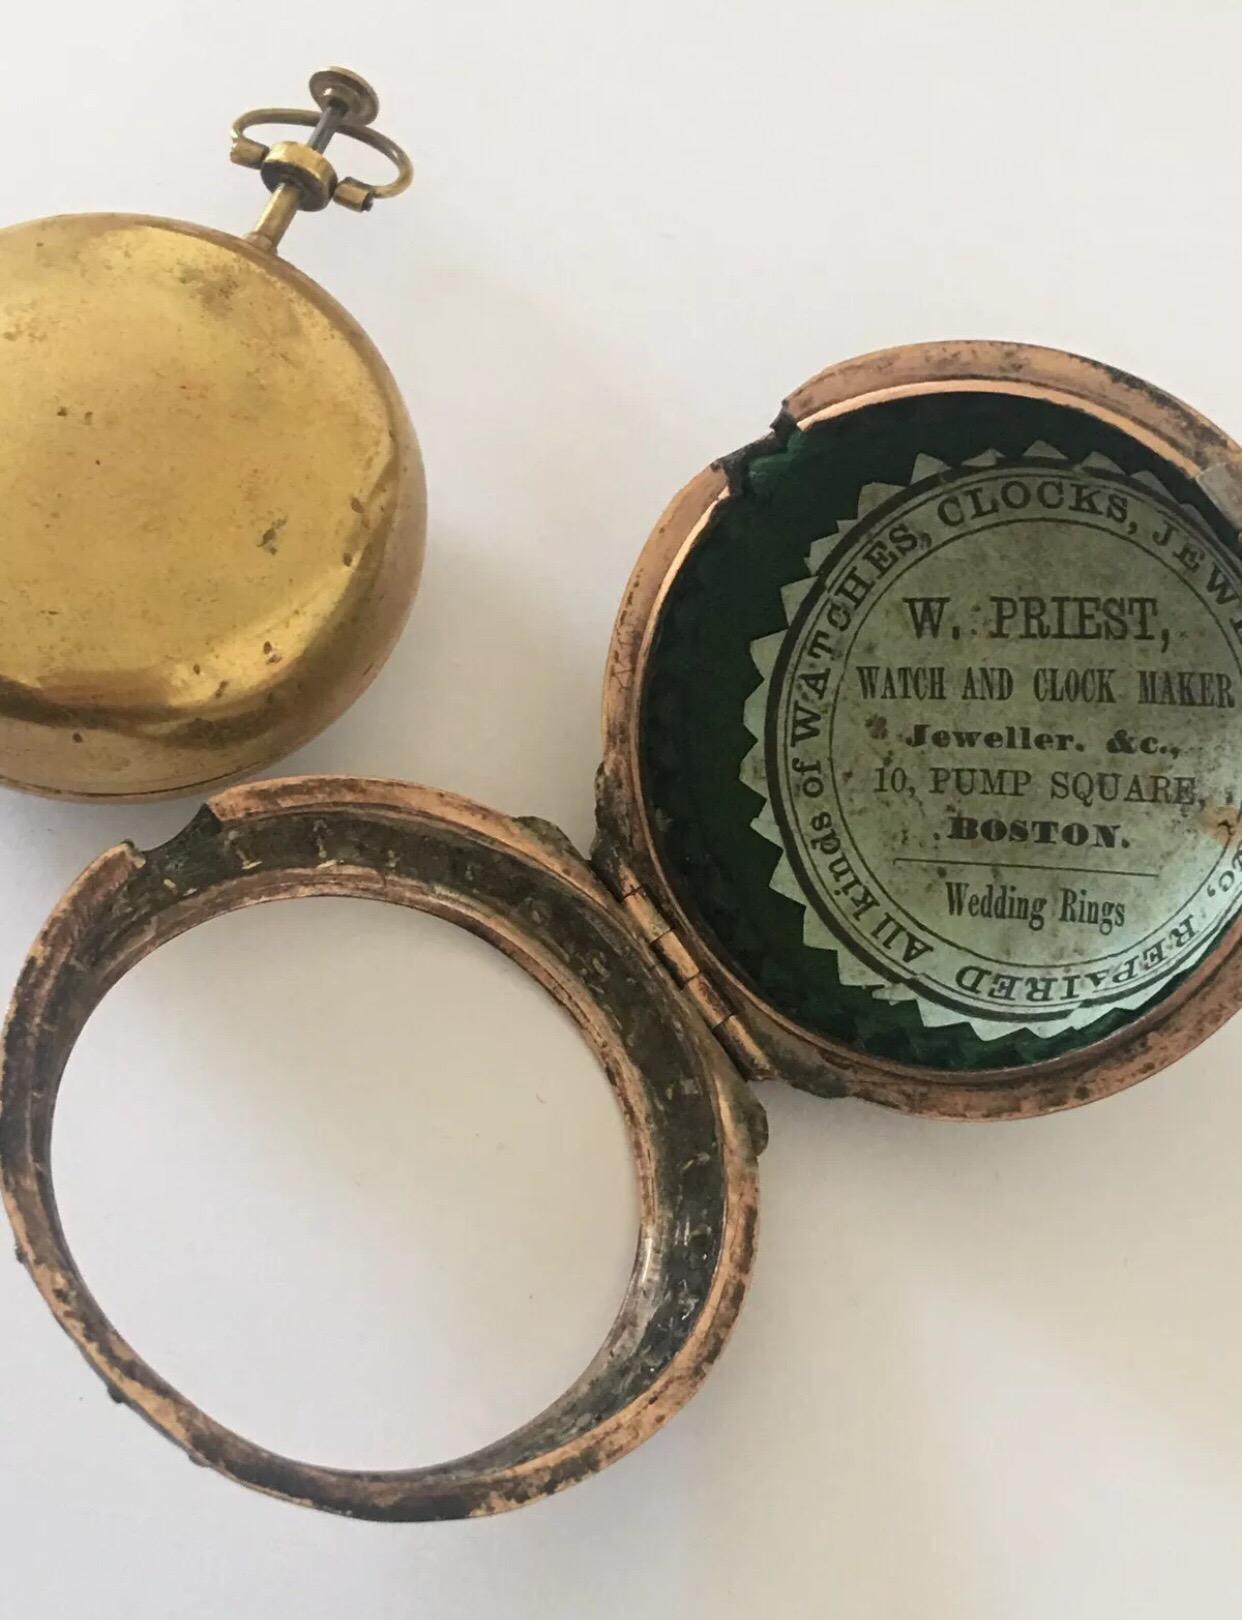 All kinds of WATCHES, CLOCKS, JEW
&c, REPAIRED
W. PRIEST,
WATCH AND CLOCK MAKER
Jeweller. &c.,
10, PUMP SQUARE,
BOSTON.
Wedding Rings